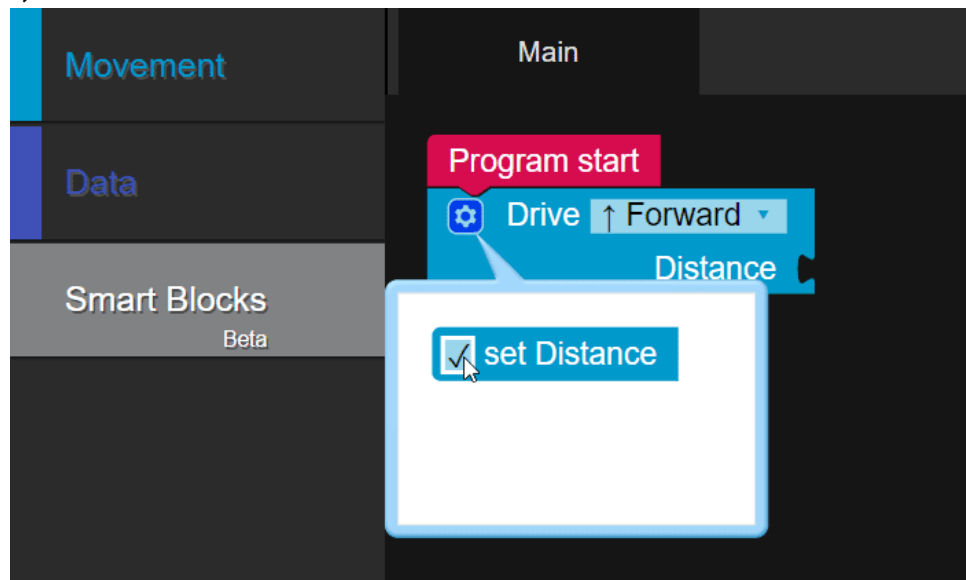 Movement
Main
Program start
Data
Drive ↑ Forward
Distance
Smart Blocks
Beta
set Distance